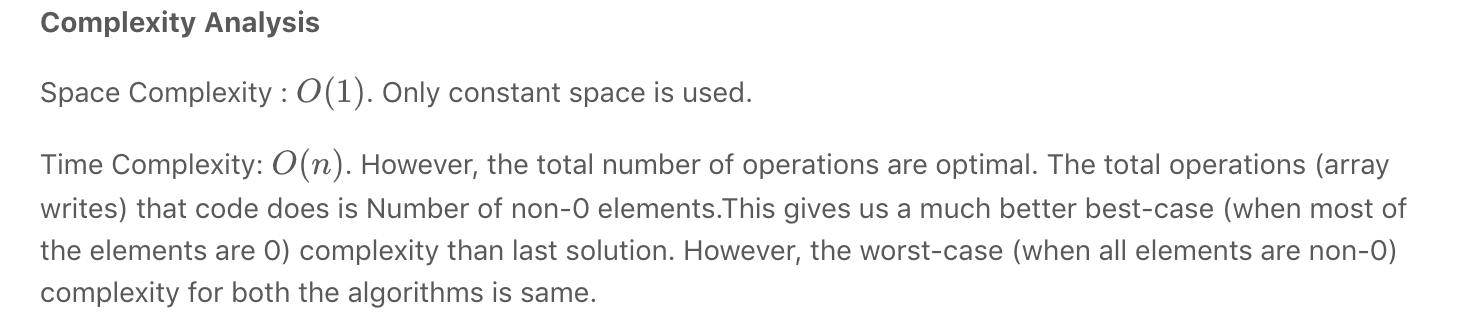 Complexity Analysis
Space Complexity : O(1). Only constant space is used.
Time Complexity: O(n). However, the total number of operations are optimal. The total operations (array
writes) that code does is Number of non-0 elements.This gives us a much better best-case (when most of
the elements are 0) complexity than last solution. However, the worst-case (when all elements are non-0)
complexity for both the algorithms is same.